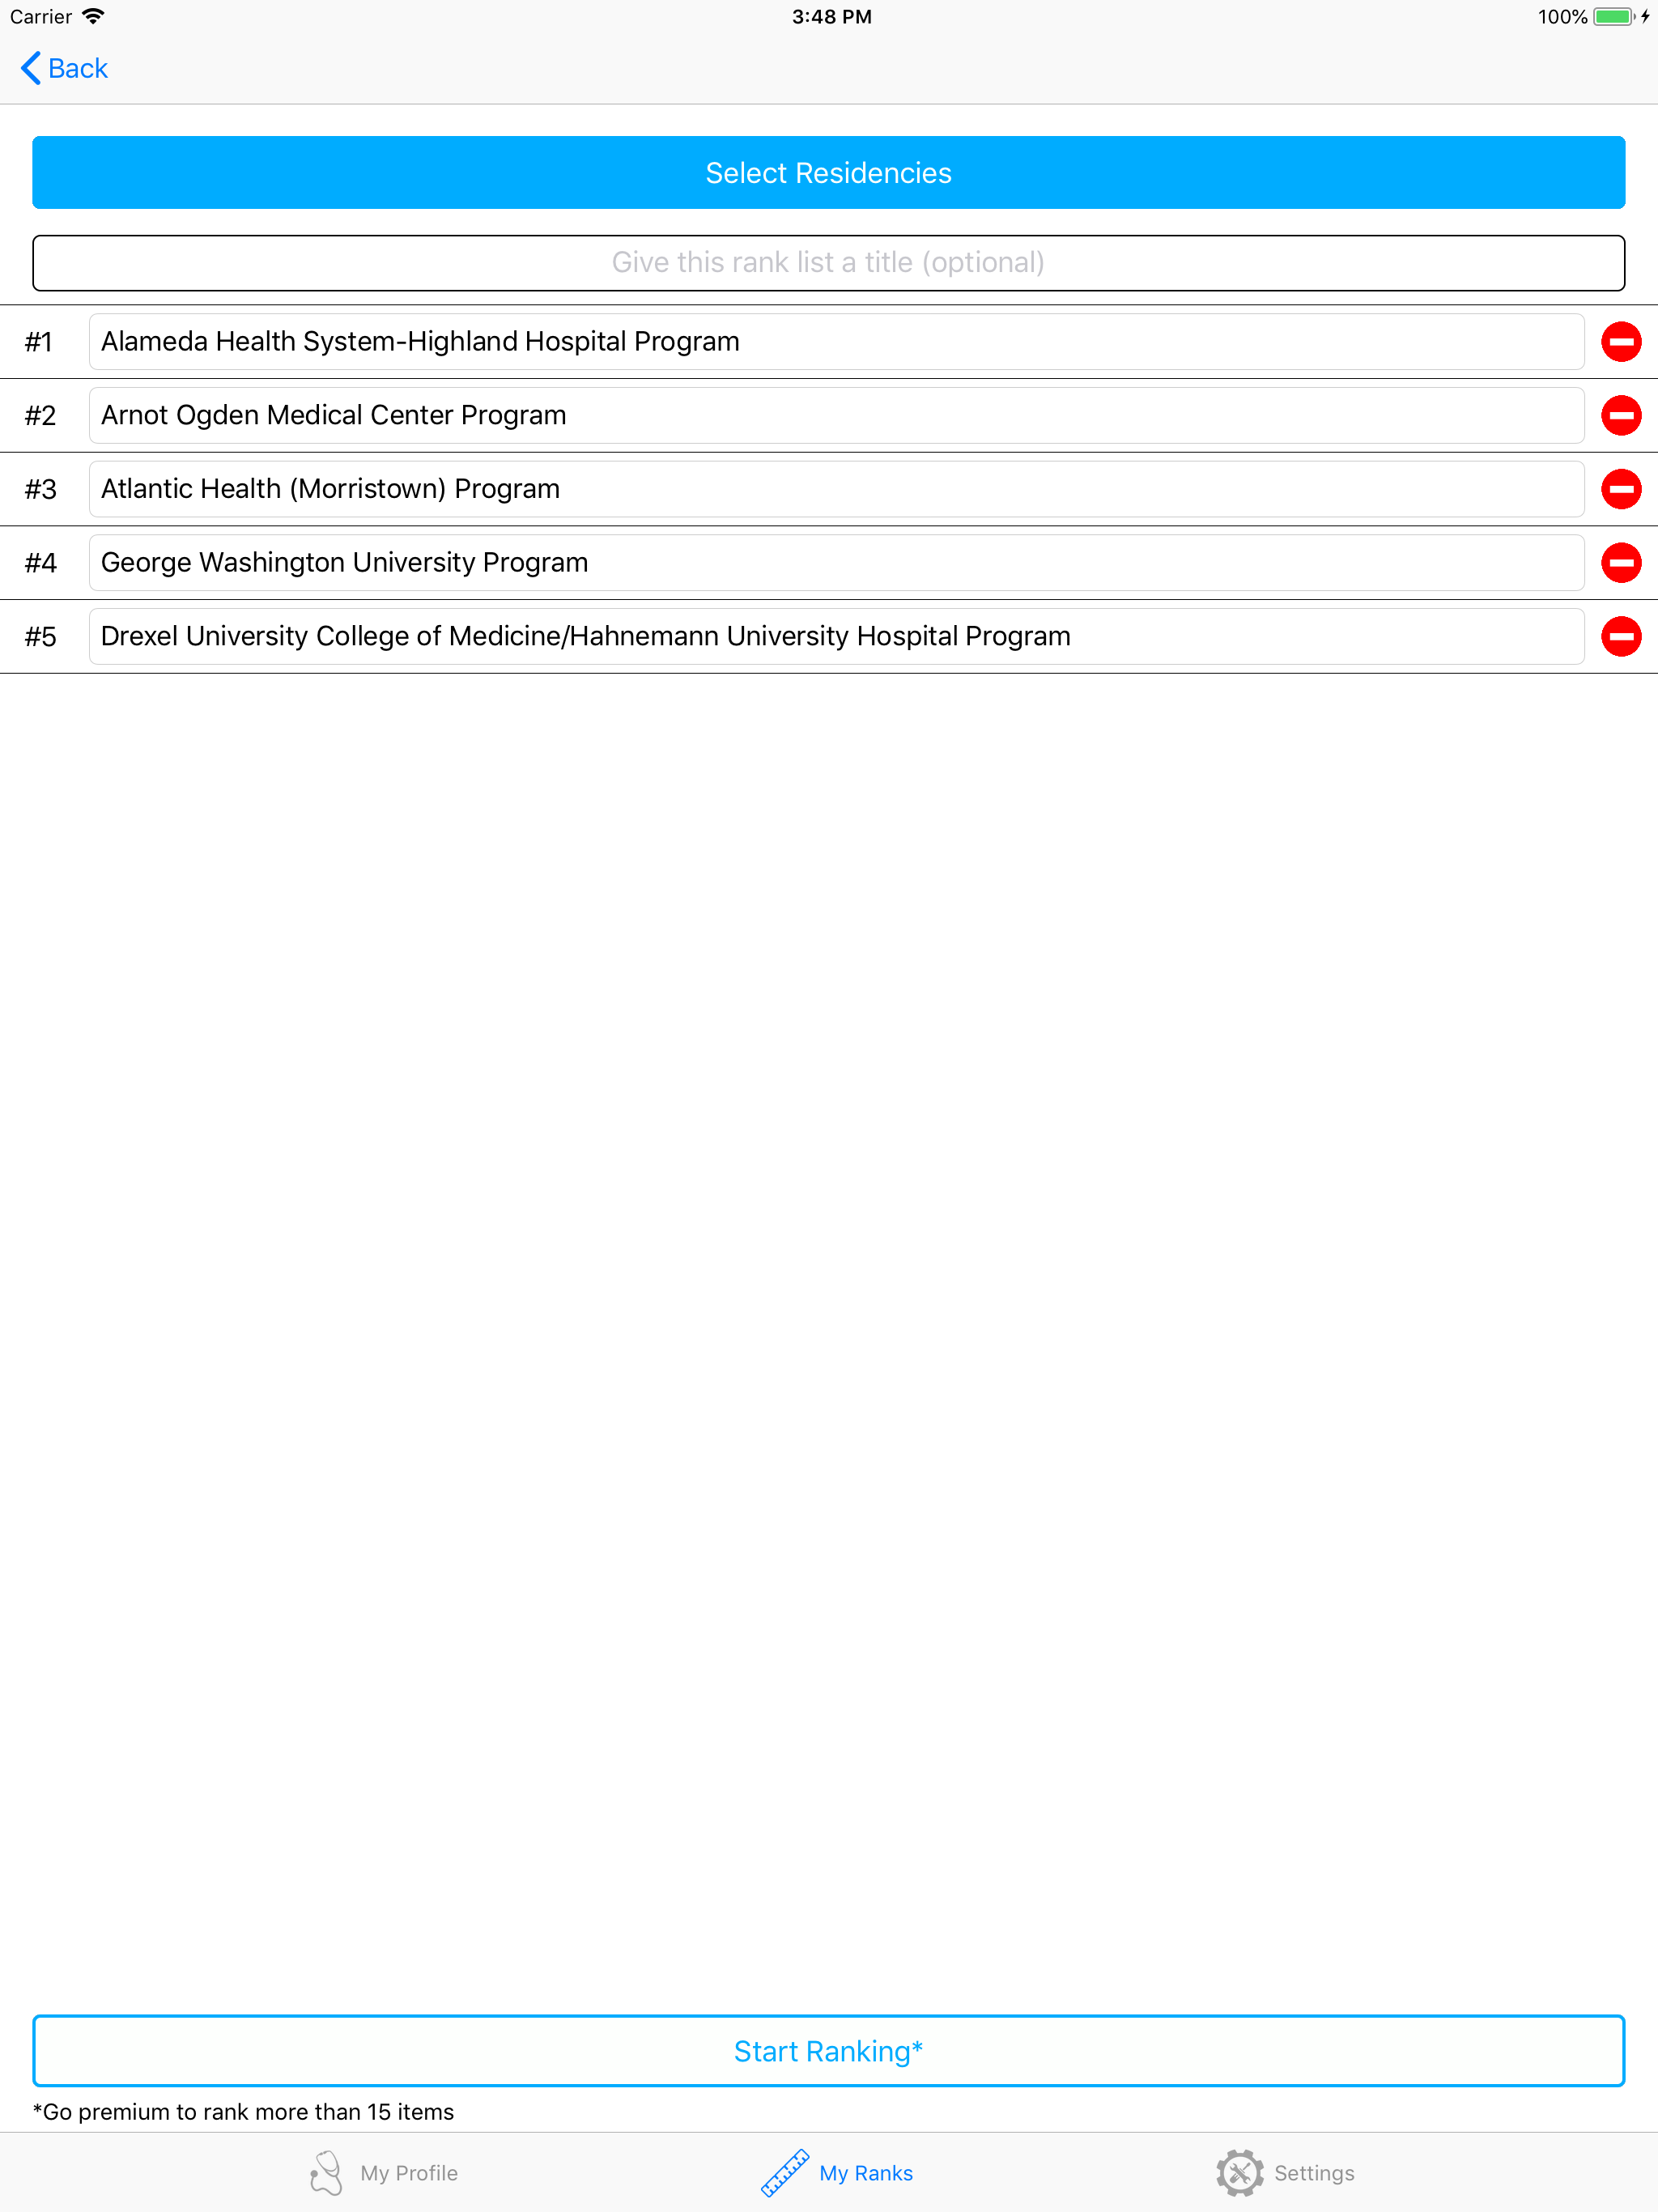 Carrier 3:48 PM 100%
Back
Select Residencies
Give this rank list a title (optional)
#1 Alameda Health System-Highland Hospital Program
#2 Arnot Ogden Medical Center Program
#3 Atlantic Health (Morristown) Program
#4 George Washington University Program
#5 Drexel University College of Medicine/Hahnemann University Hospital Program
Start Ranking*
*Go premium to rank more than 15 items
My Profile My Ranks Settings